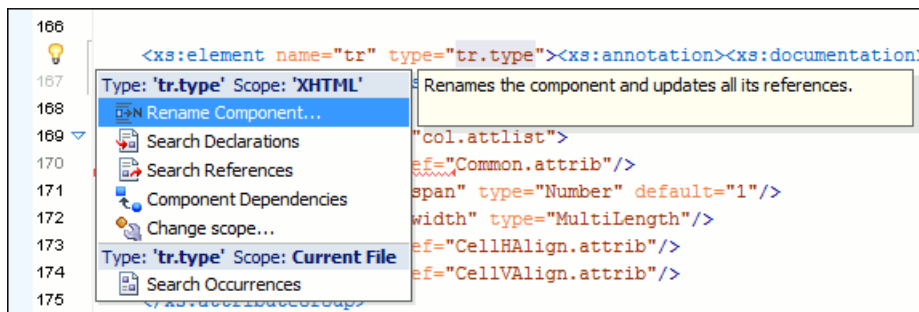 166
<xs:element name="tr" type="tr.type"><xs:annotation><xs:documentation>
167 Type: 'tr.type' Scope: 'XHTML' Renames the component and updates all its references.
168 Rename Component...
169 Search Declarations "col.attlist">
170 Search References ef="Common.attrib"/>
171 Component Dependencies span" type="Number" default="1"/>
172 Change scope... width" type="MultiLength"/>
173 Type: 'tr.type' Scope: Current File ef="CellHAlign.attrib"/>
174 Search Occurrences ef="CellVAlign.attrib"/>
175 </xs:attributeGroup>